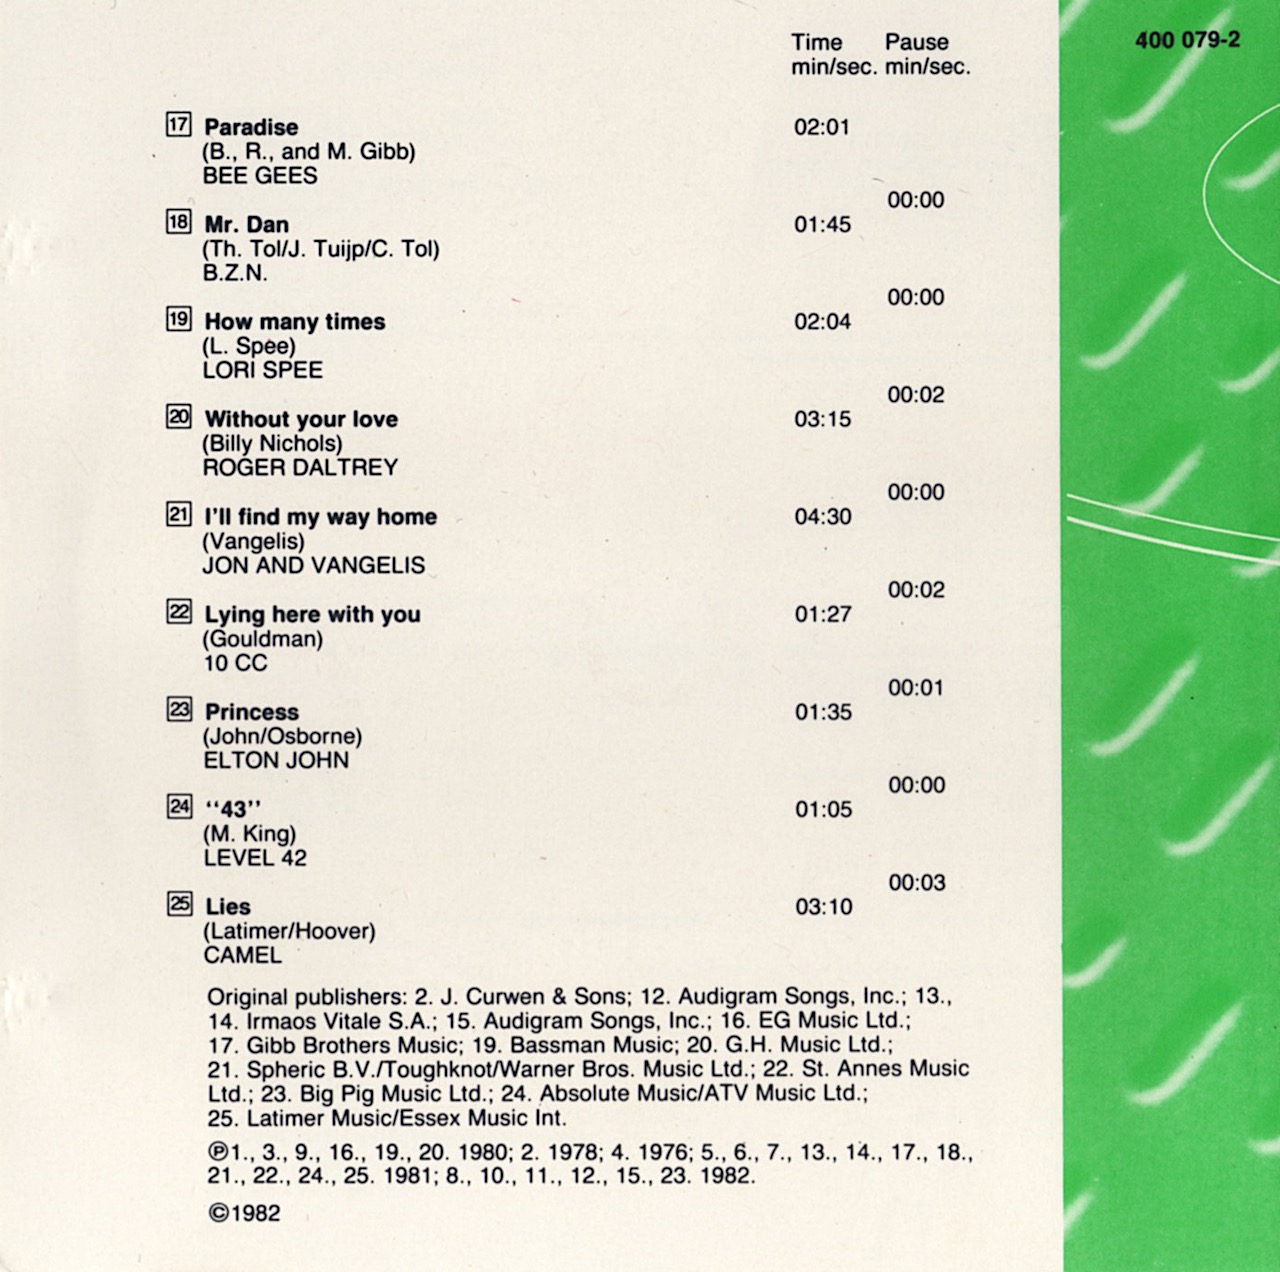 400 079-2
Time Pause
min/sec. min/sec.
17 Paradise 02:01
(B., R., and M. Gibb)
BEE GEES
00:00
18 Mr. Dan 01:45
(Th. Tol/J. Tuijp/C. Tol)
B.Z.N.
00:00
19 How many times 02:04
(L. Spee)
LORI SPEE
00:02
20 Without your love 03:15
(Billy Nichols)
ROGER DALTREY
00:00
21 I'll find my way home 04:30
(Vangelis)
JON AND VANGELIS
00:02
22 Lying here with you 01:27
(Gouldman)
10 CC
00:01
23 Princess 01:35
(John/Osborne)
ELTON JOHN
00:00
24 "43" 01:05
(M. King)
LEVEL 42
00:03
25 Lies 03:10
(Latimer/Hoover)
CAMEL
Original publishers: 2. J. Curwen & Sons; 12. Audigram Songs, Inc.; 13.,
14. Irmaos Vitale S.A.; 15. Audigram Songs, Inc.; 16. EG Music Ltd.;
17. Gibb Brothers Music; 19. Bassman Music; 20. G.H. Music Ltd.;
21. Spheric B.V./Toughknot/Warner Bros. Music Ltd.; 22. St. Annes Music
Ltd.; 23. Big Pig Music Ltd.; 24. Absolute Music/ATV Music Ltd.;
25. Latimer Music/Essex Music Int.
℗1., 3., 9., 16., 19., 20. 1980; 2. 1978; 4. 1976; 5., 6., 7., 13., 14., 17., 18.,
21., 22., 24., 25. 1981; 8., 10., 11., 12., 15., 23. 1982.
©1982